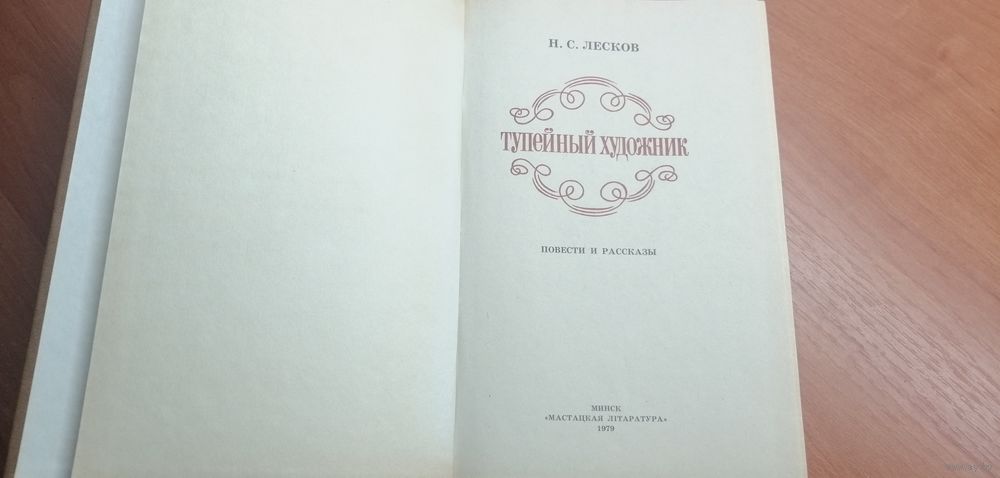 Н. С. ЛЕСКОВ
ТУПЕЙНЫЙ ХУДОЖНИК
ПОВЕСТИ И РАССКАЗЫ
МИНСК
«МАСТАЦКАЯ ЛІТАРАТУРА»
1979